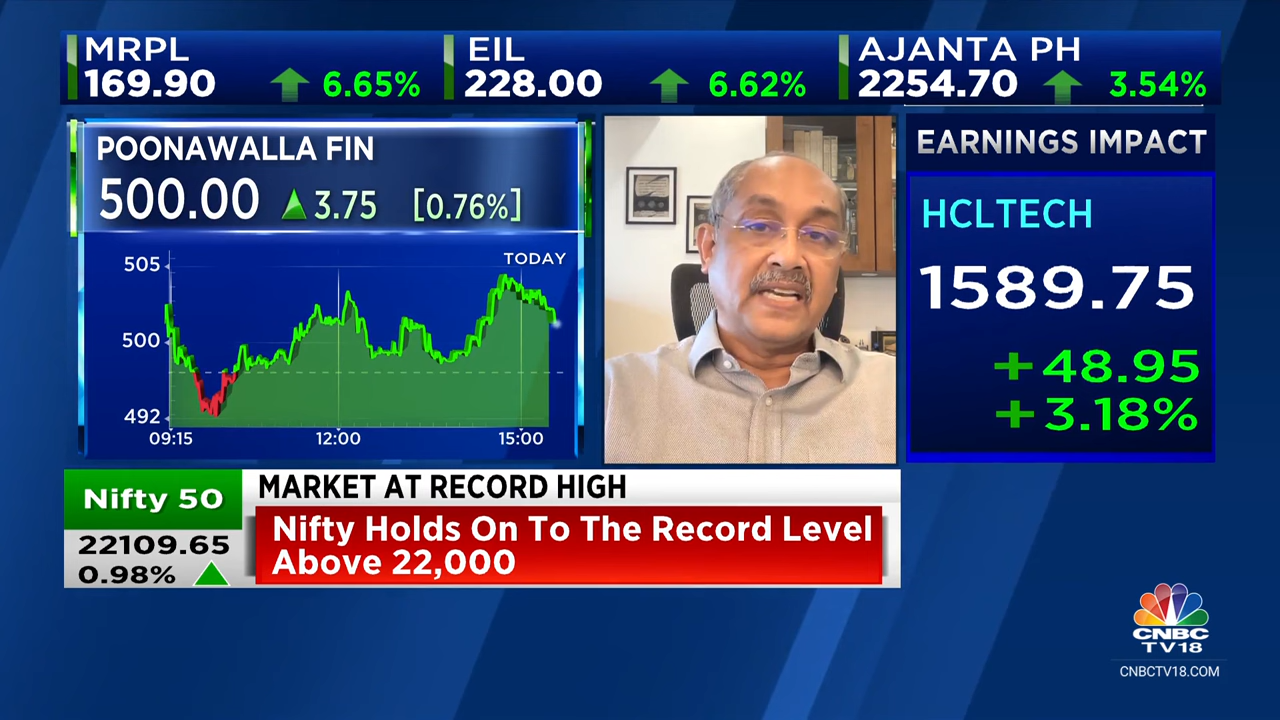 MRPL
169.90 6.65%
EIL
228.00 6.62%
AJANTA PH
2254.70 3.54%
POONAWALLA FIN
500.00 3.75 [0.76%]
TODAY
505
500
492
09:15 12:00 15:00
EARNINGS IMPACT
HCLTECH
1589.75
+48.95
+3.18%
Nifty 50
22109.65
0.98%
MARKET AT RECORD HIGH
Nifty Holds On To The Record Level
Above 22,000
CNBC
TV18
CNBCTV18.COM